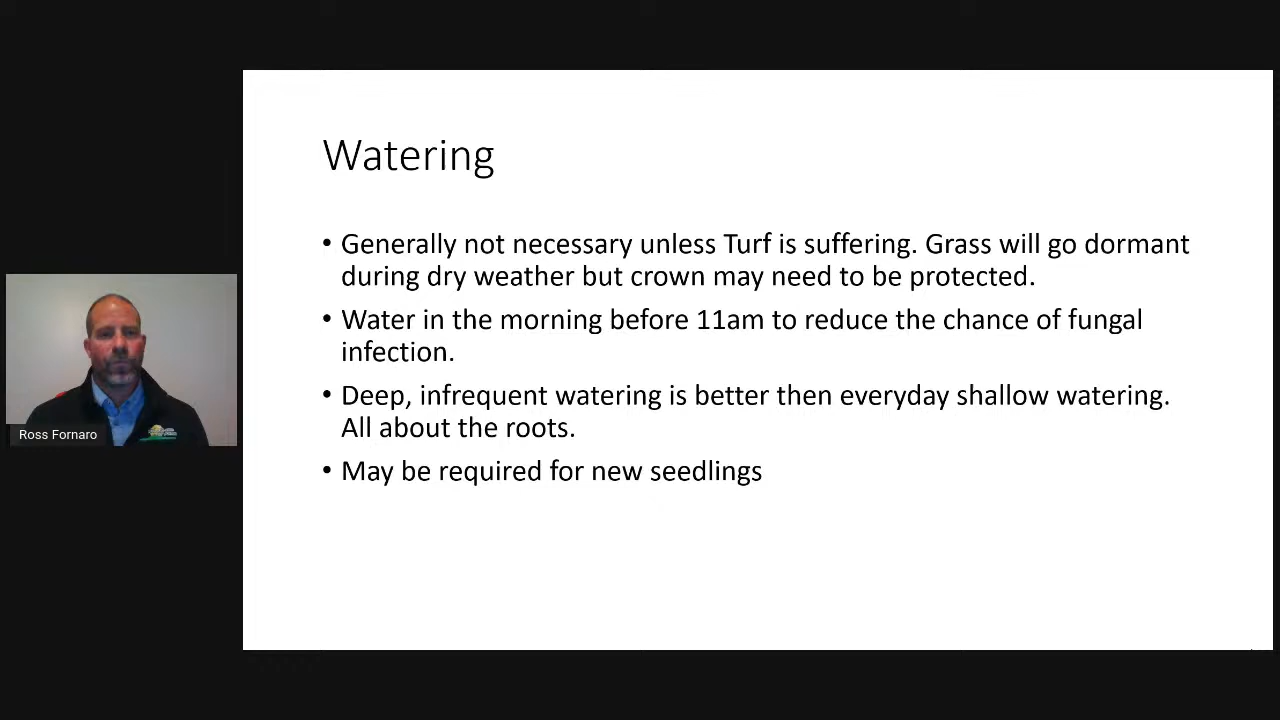 Watering
• Generally not necessary unless Turf is suffering. Grass will go dormant
during dry weather but crown may need to be protected.
• Water in the morning before 11am to reduce the chance of fungal
infection.
• Deep, infrequent watering is better then everyday shallow watering.
All about the roots.
• May be required for new seedlings
Ross Fornaro